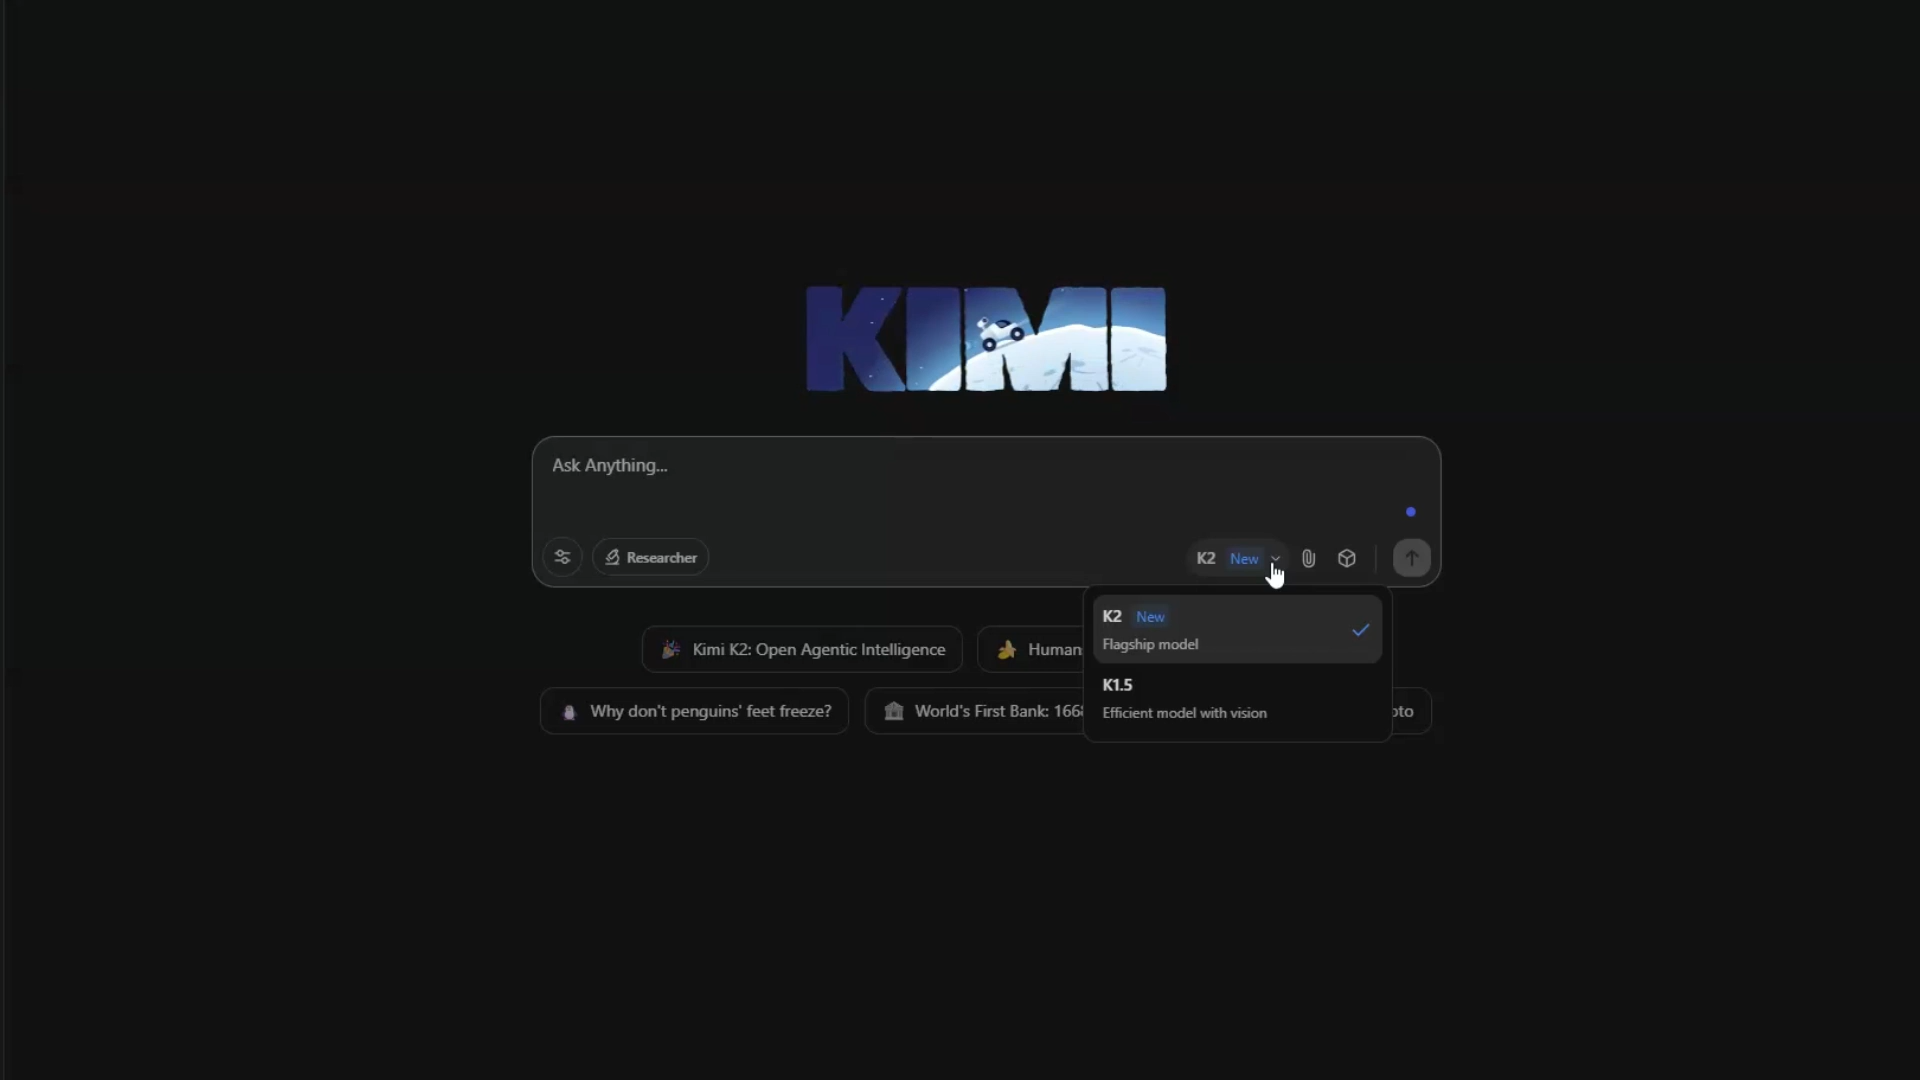 KIMI
Ask Anything...
Researcher
K2 New
K2 New
Flagship model
K1.5
Efficient model with vision
Kimi K2: Open Agentic Intelligence
Human
Why don't penguins' feet freeze?
World's First Bank: 166
oto